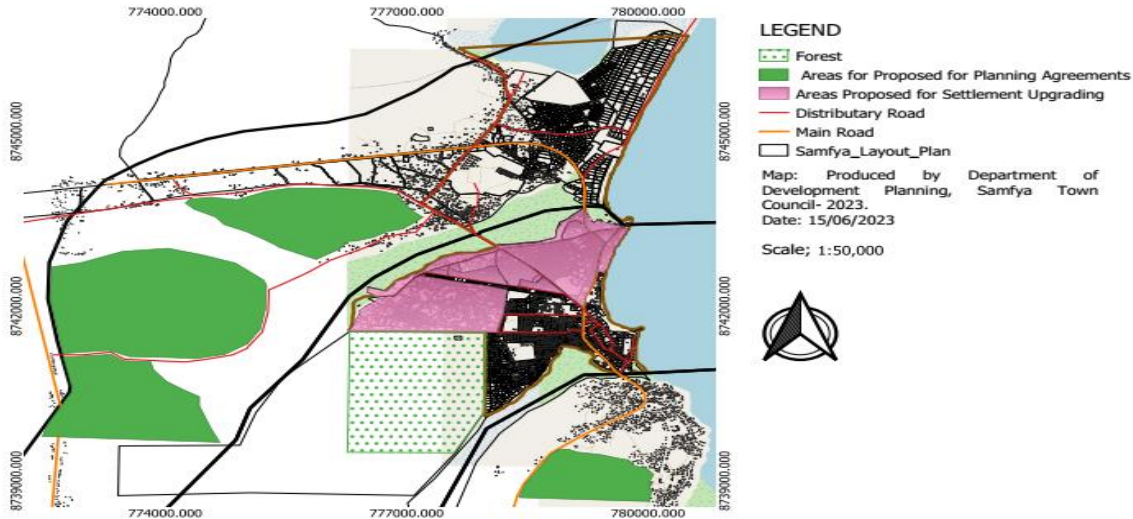 774000.000 777000.000 780000.000
8745000.000 8745000.000
8742000.000 8742000.000
8739000.000 8739000.000
774000.000 777000.000 780000.000
LEGEND
Forest
Areas for Proposed for Planning Agreements
Areas Proposed for Settlement Upgrading
Distributary Road
Main Road
Samfya_Layout_Plan
Map: Produced by Department of
Development Planning, Samfya Town
Council- 2023.
Date: 15/06/2023
Scale; 1:50,000